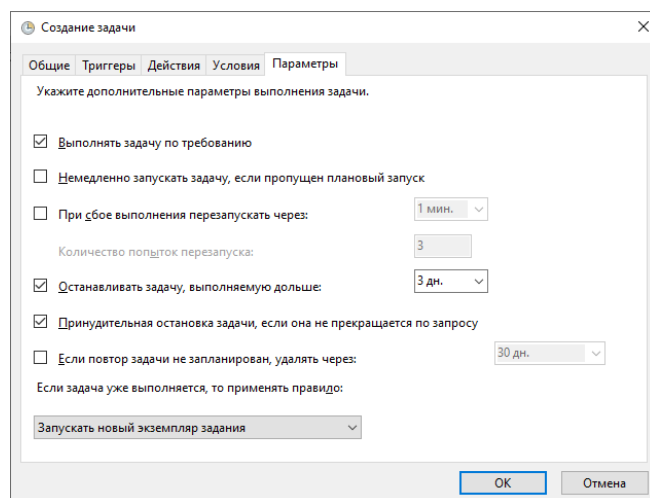 Создание задачи
Общие Триггеры Действия Условия Параметры
Укажите дополнительные параметры выполнения задачи.
Выполнять задачу по требованию
Немедленно запускать задачу, если пропущен плановый запуск
При сбое выполнения перезапускать через: 1 мин.
Количество попыток перезапуска: 3
Останавливать задачу, выполняемую дольше: 3 дн.
Принудительная остановка задачи, если она не прекращается по запросу
Если повтор задачи не запланирован, удалять через: 30 дн.
Если задача уже выполняется, то применять правило:
Запускать новый экземпляр задания
OK Отмена